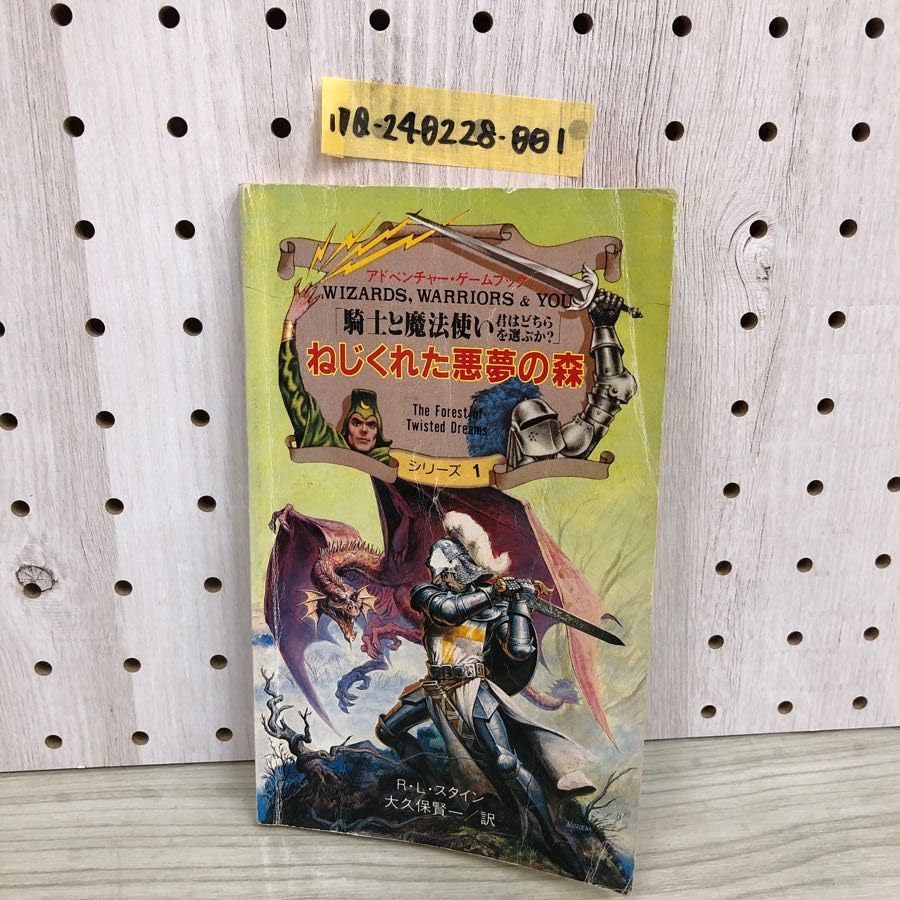 17Q-240228-001
アドベンチャー・ゲームブック
WIZARDS, WARRIORS & YOU
［騎士と魔法使い 君はどちらを選ぶか？］
ねじくれた悪夢の森
The Forest of
Twisted Dreams
シリーズ 1
R・L・スタイン
大久保賢一／訳
NOREM